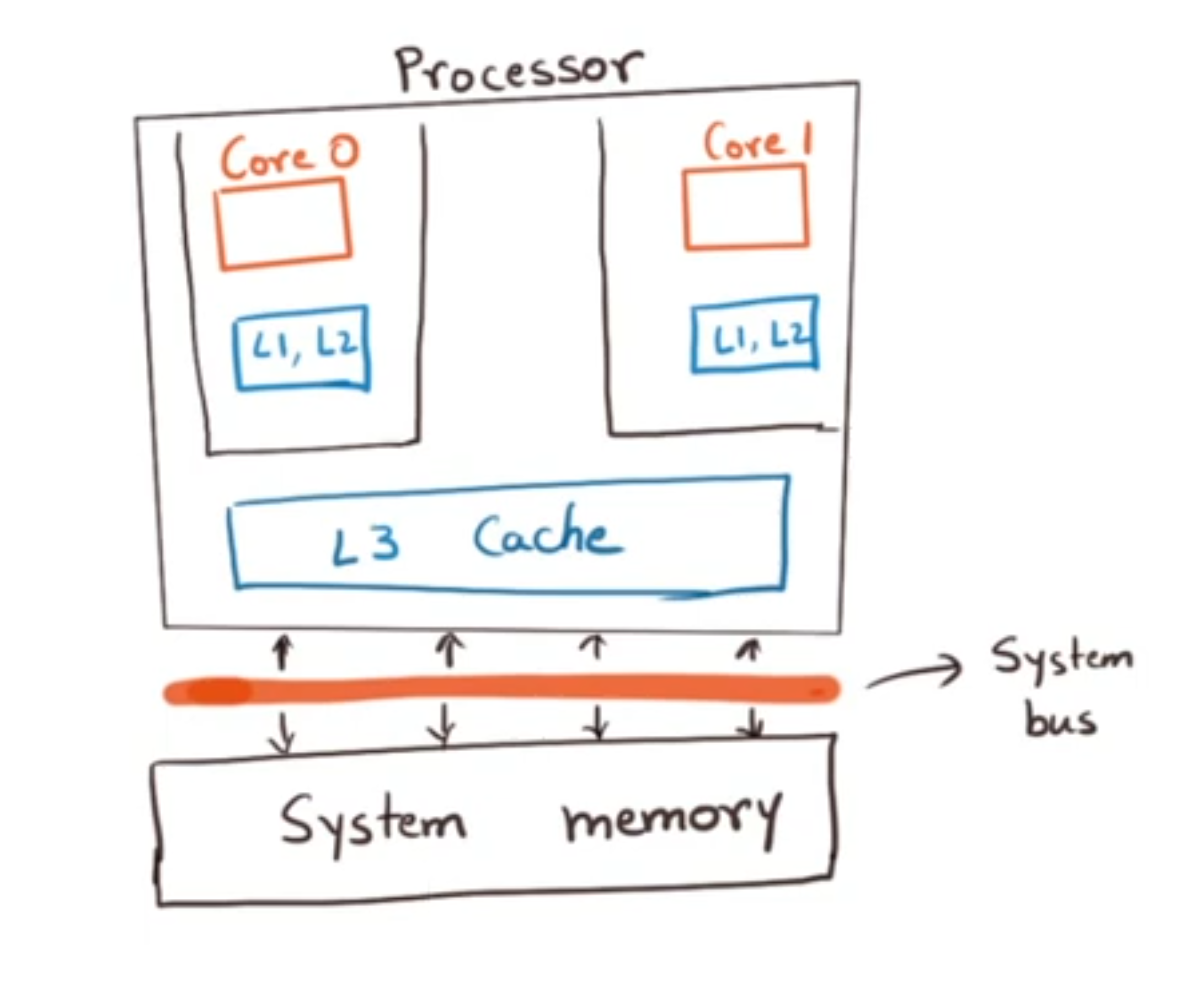 Processor
Core 0
Core 1
L1, L2
L1, L2
L3 Cache
System
bus
System memory